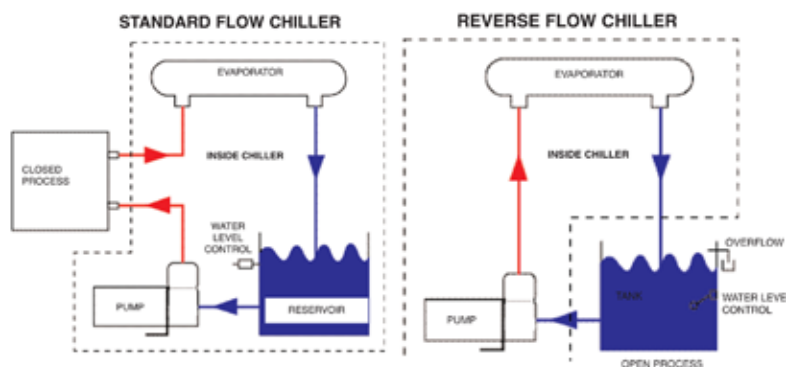 STANDARD FLOW CHILLER
EVAPORATOR
CLOSED
PROCESS
INSIDE CHILLER
WATER
LEVEL
CONTROL
PUMP
RESERVOIR
REVERSE FLOW CHILLER
EVAPORATOR
INSIDE CHILLER
OVERFLOW
TANK
WATER LEVEL
CONTROL
PUMP
OPEN PROCESS